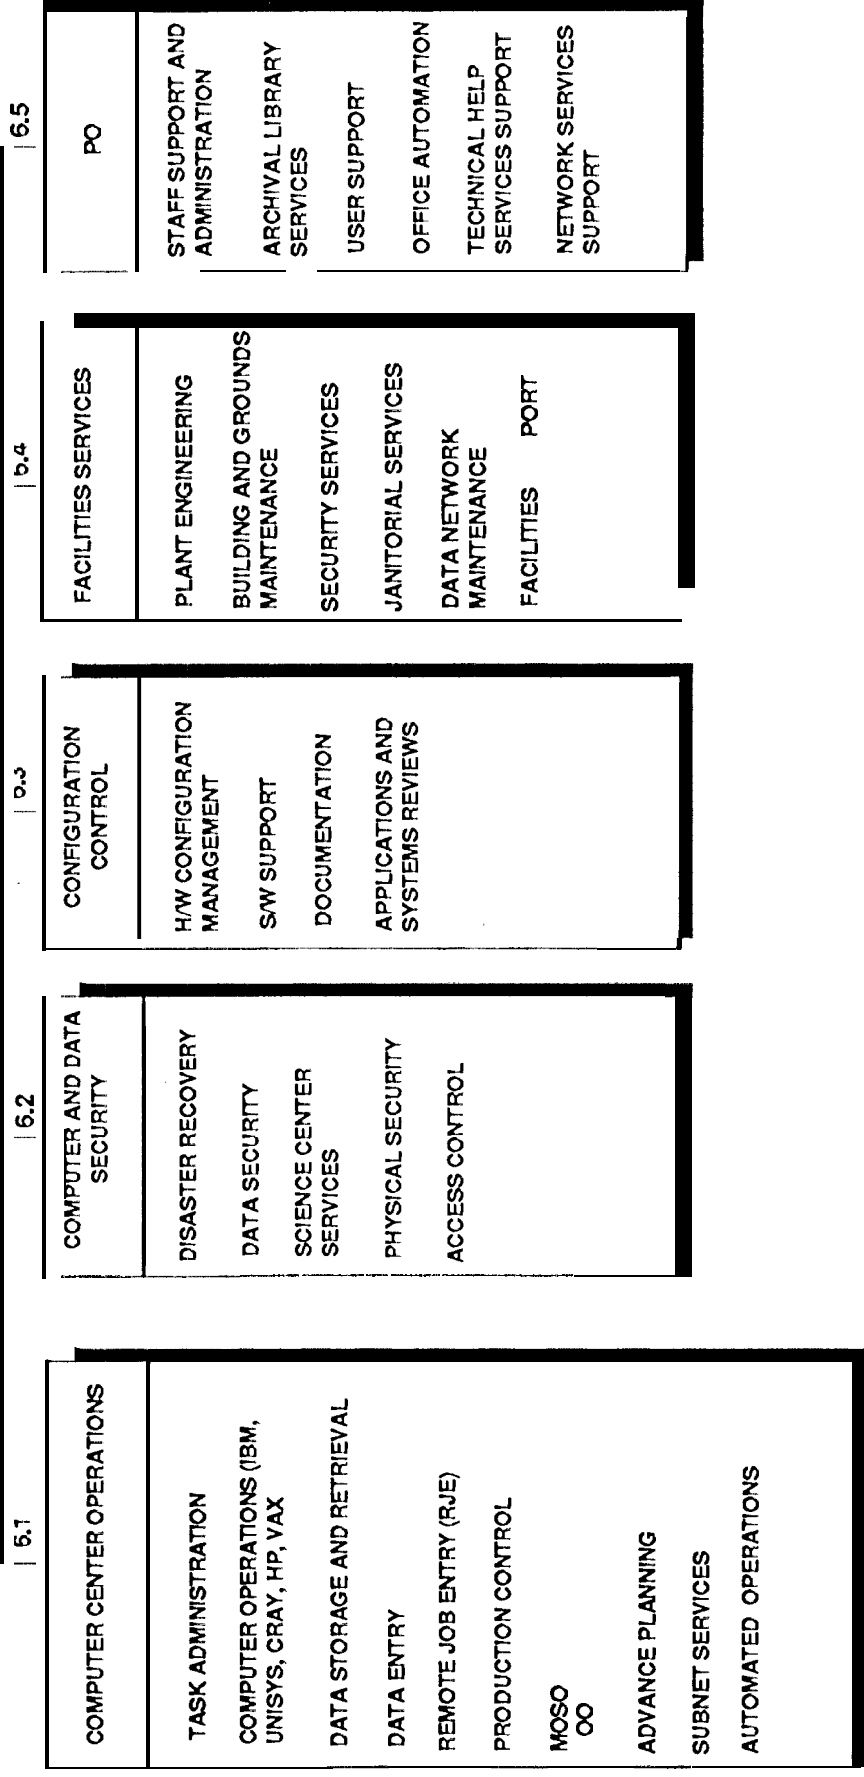 6.1
COMPUTER CENTER OPERATIONS
TASK ADMINISTRATION
COMPUTER OPERATIONS (IBM,
UNISYS, CRAY, HP, VAX
DATA STORAGE AND RETRIEVAL
DATA ENTRY
REMOTE JOB ENTRY (RJE)
PRODUCTION CONTROL
MOSO
OO
ADVANCE PLANNING
SUBNET SERVICES
AUTOMATED OPERATIONS
6.2
COMPUTER AND DATA
SECURITY
DISASTER RECOVERY
DATA SECURITY
SCIENCE CENTER
SERVICES
PHYSICAL SECURITY
ACCESS CONTROL
6.3
CONFIGURATION
CONTROL
H/W CONFIGURATION
MANAGEMENT
S/W SUPPORT
DOCUMENTATION
APPLICATIONS AND
SYSTEMS REVIEWS
6.4
FACILITIES SERVICES
PLANT ENGINEERING
BUILDING AND GROUNDS
MAINTENANCE
SECURITY SERVICES
JANITORIAL SERVICES
DATA NETWORK
MAINTENANCE
FACILITIES PORT
6.5
PO
STAFF SUPPORT AND
ADMINISTRATION
ARCHIVAL LIBRARY
SERVICES
USER SUPPORT
OFFICE AUTOMATION
TECHNICAL HELP
SERVICES SUPPORT
NETWORK SERVICES
SUPPORT